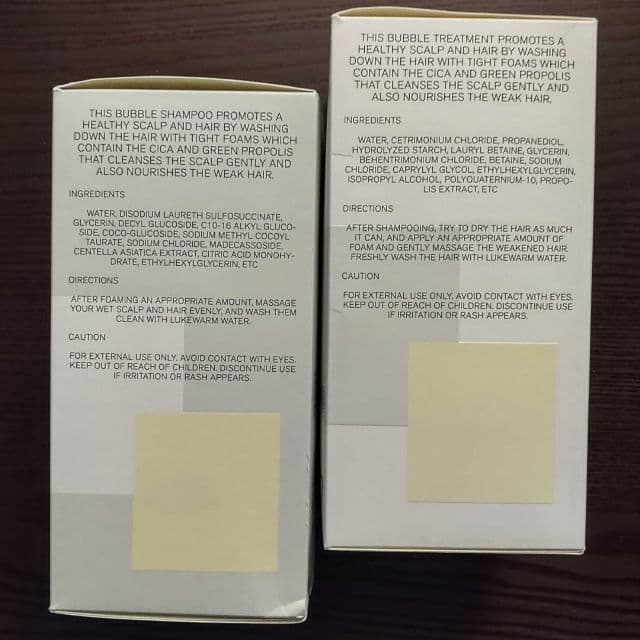 THIS BUBBLE SHAMPOO PROMOTES A
HEALTHY SCALP AND HAIR BY WASHING
DOWN THE HAIR WITH TIGHT FOAMS WHICH
CONTAIN THE CICA AND GREEN PROPOLIS
THAT CLEANSES THE SCALP GENTLY AND
ALSO NOURISHES THE WEAK HAIR.
INGREDIENTS
WATER, DISODIUM LAURETH SULFOSUCCINATE,
GLYCERIN, DECYL GLUCOSIDE, C10-16 ALKYL GLUCO-
SIDE, COCO-GLUCOSIDE, SODIUM METHYL COCOYL
TAURATE, SODIUM CHLORIDE, MADECASSOSIDE,
CENTELLA ASIATICA EXTRACT, CITRIC ACID MONOHY-
DRATE, ETHYLHEXYLGLYCERIN, ETC
DIRECTIONS
AFTER FOAMING AN APPROPRIATE AMOUNT, MASSAGE
YOUR WET SCALP AND HAIR EVENLY, AND WASH THEM
CLEAN WITH LUKEWARM WATER.
CAUTION
FOR EXTERNAL USE ONLY. AVOID CONTACT WITH EYES.
KEEP OUT OF REACH OF CHILDREN. DISCONTINUE USE
IF IRRITATION OR RASH APPEARS.
THIS BUBBLE TREATMENT PROMOTES A
HEALTHY SCALP AND HAIR BY WASHING
DOWN THE HAIR WITH TIGHT FOAMS WHICH
CONTAIN THE CICA AND GREEN PROPOLIS
THAT CLEANSES THE SCALP GENTLY AND
ALSO NOURISHES THE WEAK HAIR.
INGREDIENTS
WATER, CETRIMONIUM CHLORIDE, PROPANEDIOL,
HYDROLYZED STARCH, LAURYL BETAINE, GLYCERIN,
BEHENTRIMONIUM CHLORIDE, BETAINE, SODIUM
CHLORIDE, CAPRYLYL GLYCOL, ETHYLHEXYLGLYCERIN,
ISOPROPYL ALCOHOL, POLYQUATERNIUM-10, PROPO-
LIS EXTRACT, ETC
DIRECTIONS
AFTER SHAMPOOING, TRY TO DRY THE HAIR AS MUCH
IT CAN, AND APPLY AN APPROPRIATE AMOUNT OF
FOAM AND GENTLY MASSAGE THE WEAKENED HAIR.
FRESHLY WASH THE HAIR WITH LUKEWARM WATER.
CAUTION
FOR EXTERNAL USE ONLY. AVOID CONTACT WITH EYES.
KEEP OUT OF REACH OF CHILDREN. DISCONTINUE USE
IF IRRITATION OR RASH APPEARS.